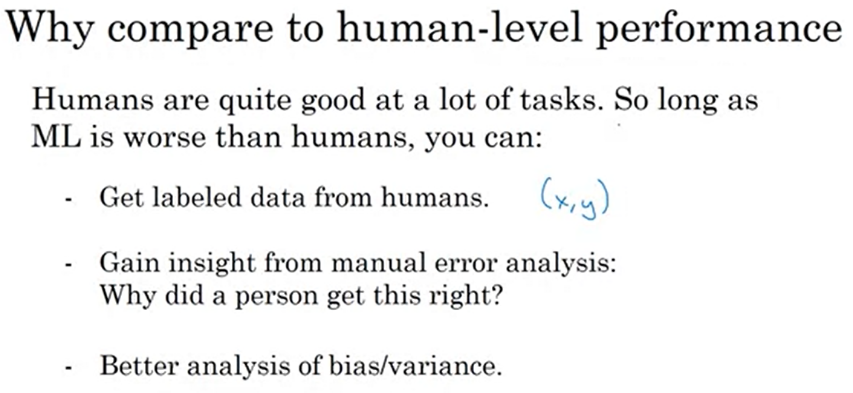 Why compare to human-level performance
Humans are quite good at a lot of tasks. So long as
ML is worse than humans, you can:
- Get labeled data from humans. (x,y)
- Gain insight from manual error analysis:
Why did a person get this right?
- Better analysis of bias/variance.